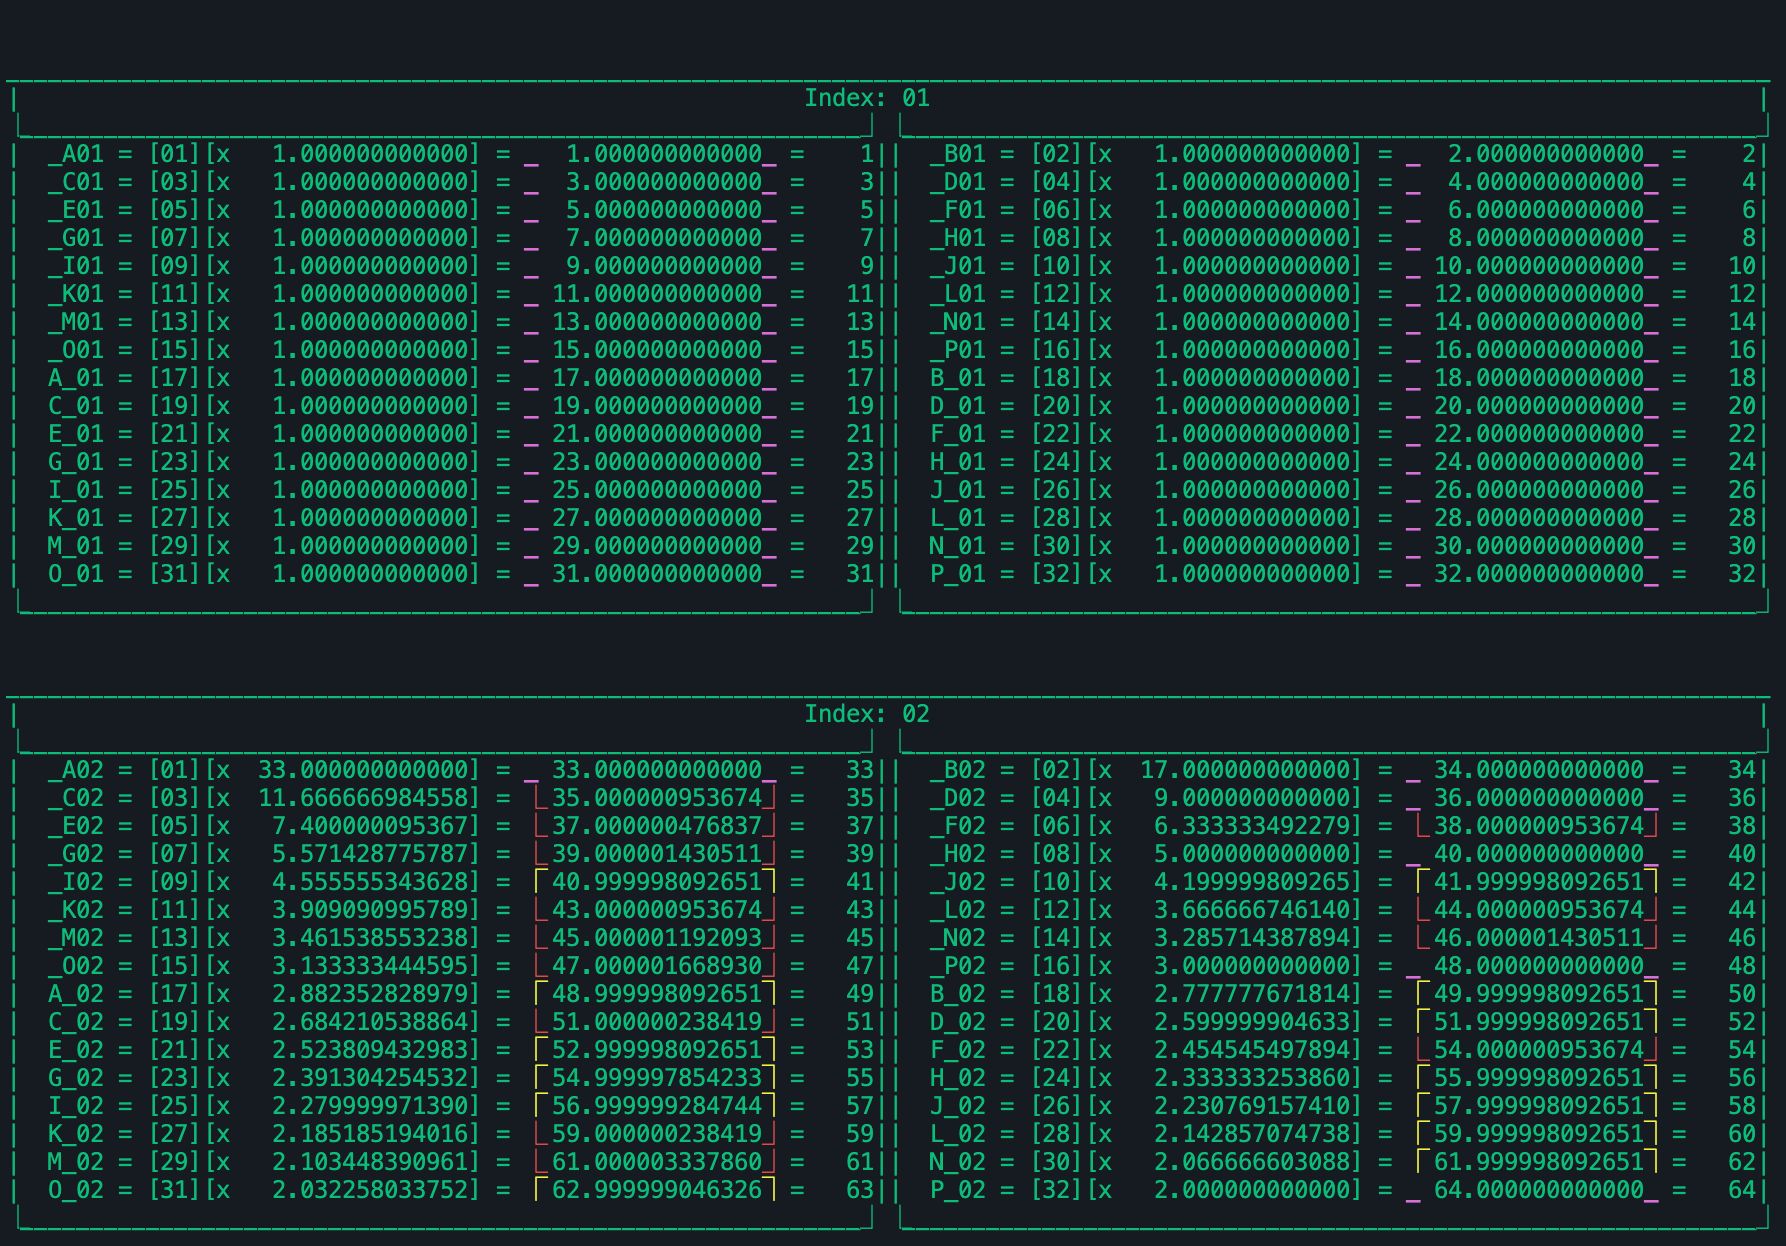 Index: 01
| _A01 = [01][x   1.000000000000] = _  1.000000000000_ =    1|| _B01 = [02][x   1.000000000000] = _  2.000000000000_ =    2|
| _C01 = [03][x   1.000000000000] = _  3.000000000000_ =    3|| _D01 = [04][x   1.000000000000] = _  4.000000000000_ =    4|
| _E01 = [05][x   1.000000000000] = _  5.000000000000_ =    5|| _F01 = [06][x   1.000000000000] = _  6.000000000000_ =    6|
| _G01 = [07][x   1.000000000000] = _  7.000000000000_ =    7|| _H01 = [08][x   1.000000000000] = _  8.000000000000_ =    8|
| _I01 = [09][x   1.000000000000] = _  9.000000000000_ =    9|| _J01 = [10][x   1.000000000000] = _ 10.000000000000_ =   10|
| _K01 = [11][x   1.000000000000] = _ 11.000000000000_ =   11|| _L01 = [12][x   1.000000000000] = _ 12.000000000000_ =   12|
| _M01 = [13][x   1.000000000000] = _ 13.000000000000_ =   13|| _N01 = [14][x   1.000000000000] = _ 14.000000000000_ =   14|
| _O01 = [15][x   1.000000000000] = _ 15.000000000000_ =   15|| _P01 = [16][x   1.000000000000] = _ 16.000000000000_ =   16|
| A_01 = [17][x   1.000000000000] = _ 17.000000000000_ =   17|| B_01 = [18][x   1.000000000000] = _ 18.000000000000_ =   18|
| C_01 = [19][x   1.000000000000] = _ 19.000000000000_ =   19|| D_01 = [20][x   1.000000000000] = _ 20.000000000000_ =   20|
| E_01 = [21][x   1.000000000000] = _ 21.000000000000_ =   21|| F_01 = [22][x   1.000000000000] = _ 22.000000000000_ =   22|
| G_01 = [23][x   1.000000000000] = _ 23.000000000000_ =   23|| H_01 = [24][x   1.000000000000] = _ 24.000000000000_ =   24|
| I_01 = [25][x   1.000000000000] = _ 25.000000000000_ =   25|| J_01 = [26][x   1.000000000000] = _ 26.000000000000_ =   26|
| K_01 = [27][x   1.000000000000] = _ 27.000000000000_ =   27|| L_01 = [28][x   1.000000000000] = _ 28.000000000000_ =   28|
| M_01 = [29][x   1.000000000000] = _ 29.000000000000_ =   29|| N_01 = [30][x   1.000000000000] = _ 30.000000000000_ =   30|
| O_01 = [31][x   1.000000000000] = _ 31.000000000000_ =   31|| P_01 = [32][x   1.000000000000] = _ 32.000000000000_ =   32|
Index: 02
| _A02 = [01][x  33.000000000000] = _ 33.000000000000_ =   33|| _B02 = [02][x  17.000000000000] = _ 34.000000000000_ =   34|
| _C02 = [03][x  11.666666984558] = ⎣35.000000953674⎦ =   35|| _D02 = [04][x   9.000000000000] = _ 36.000000000000_ =   36|
| _E02 = [05][x   7.400000095367] = ⎣37.000000476837⎦ =   37|| _F02 = [06][x   6.333333492279] = ⎣38.000000953674⎦ =   38|
| _G02 = [07][x   5.571428775787] = ⎣39.000001430511⎦ =   39|| _H02 = [08][x   5.000000000000] = _ 40.000000000000_ =   40|
| _I02 = [09][x   4.555555343628] = ⎡40.999998092651⎤ =   41|| _J02 = [10][x   4.199999809265] = ⎡41.999998092651⎤ =   42|
| _K02 = [11][x   3.909090995789] = ⎣43.000000953674⎦ =   43|| _L02 = [12][x   3.666666746140] = ⎣44.000000953674⎦ =   44|
| _M02 = [13][x   3.461538553238] = ⎣45.000001192093⎦ =   45|| _N02 = [14][x   3.285714387894] = ⎣46.000001430511⎦ =   46|
| _O02 = [15][x   3.133333444595] = ⎣47.000001668930⎦ =   47|| _P02 = [16][x   3.000000000000] = _ 48.000000000000_ =   48|
| A_02 = [17][x   2.882352828979] = ⎡48.999998092651⎤ =   49|| B_02 = [18][x   2.777777671814] = ⎡49.999998092651⎤ =   50|
| C_02 = [19][x   2.684210538864] = ⎣51.000000238419⎦ =   51|| D_02 = [20][x   2.599999904633] = ⎡51.999998092651⎤ =   52|
| E_02 = [21][x   2.523809432983] = ⎡52.999998092651⎤ =   53|| F_02 = [22][x   2.454545497894] = ⎣54.000000953674⎦ =   54|
| G_02 = [23][x   2.391304254532] = ⎡54.999997854233⎤ =   55|| H_02 = [24][x   2.333333253860] = ⎡55.999998092651⎤ =   56|
| I_02 = [25][x   2.279999971390] = ⎡56.999999284744⎤ =   57|| J_02 = [26][x   2.230769157410] = ⎡57.999998092651⎤ =   58|
| K_02 = [27][x   2.185185194016] = ⎣59.000000238419⎦ =   59|| L_02 = [28][x   2.142857074738] = ⎡59.999998092651⎤ =   60|
| M_02 = [29][x   2.103448390961] = ⎣61.000003337860⎦ =   61|| N_02 = [30][x   2.066666603088] = ⎡61.999998092651⎤ =   62|
| O_02 = [31][x   2.032258033752] = ⎡62.999999046326⎤ =   63|| P_02 = [32][x   2.000000000000] = _ 64.000000000000_ =   64|